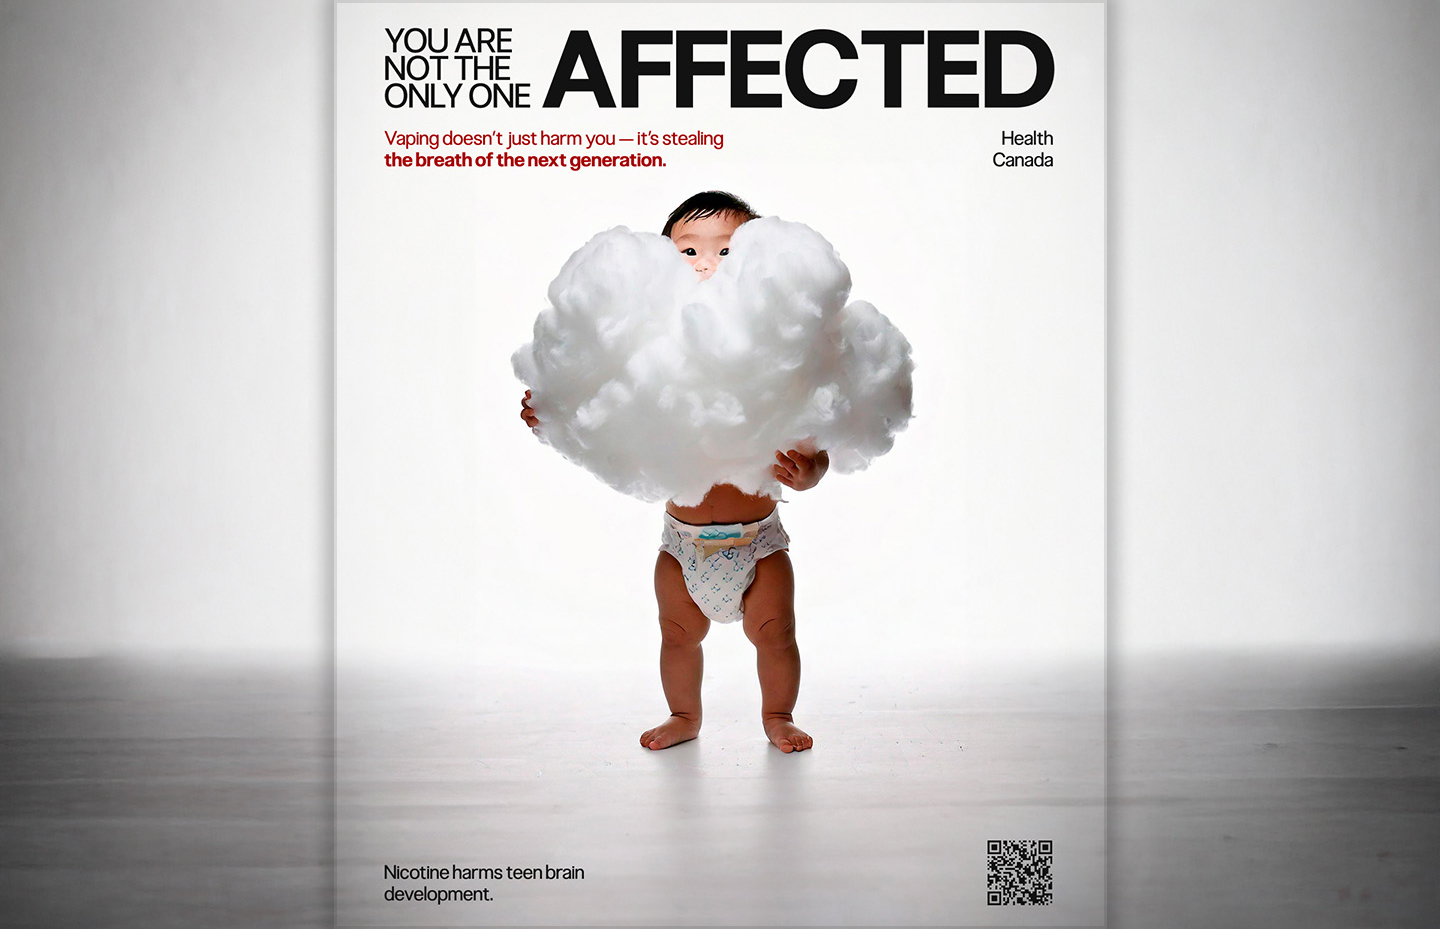 YOU ARE
NOT THE
ONLY ONE
AFFECTED
Vaping doesn’t just harm you — it’s stealing
the breath of the next generation.
Health
Canada
Nicotine harms teen brain
development.